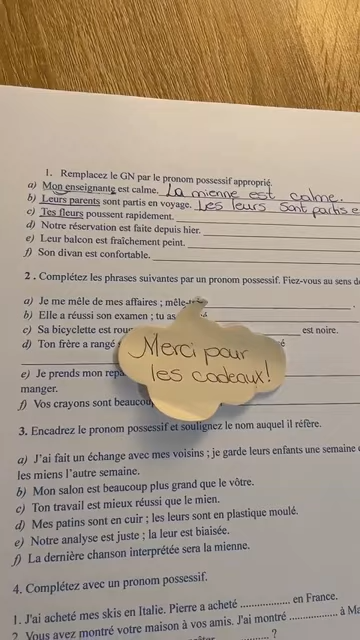 1. Remplacez le GN par le pronom possessif approprié.
a) Mon enseignante est calme. La mienne est calme.
b) Leurs parents sont partis en voyage. Les leurs sont partis e
c) Tes fleurs poussent rapidement.
d) Notre réservation est faite depuis hier.
e) Leur balcon est fraîchement peint.
f) Son divan est confortable.
2. Complétez les phrases suivantes par un pronom possessif. Fiez-vous au sens d
a) Je me mêle de mes affaires ; mêle-
b) Elle a réussi son examen ; tu as
c) Sa bicyclette est est noire.
d) Ton frère a rangé
Merci pour
les cadeaux!
e) Je prends mon
manger.
f) Vos crayons sont
3. Encadrez le pronom possessif et soulignez le nom auquel il réfère.
a) J'ai fait un échange avec mes voisins ; je garde leurs enfants une semaine
les miens l'autre semaine.
b) Mon salon est beaucoup plus grand que le vôtre.
c) Ton travail est mieux réussi que le mien.
d) Mes patins sont en cuir ; les leurs sont en plastique moulé.
e) Notre analyse est juste ; la leur est biaisée.
f) La dernière chanson interprétée sera la mienne.
4. Complétez avec un pronom possessif.
1. J'ai acheté mes skis en Italie. Pierre a acheté .................. en France.
2. Vous avez montré votre maison à vos amis. J'ai montré .................. à Ma
..................?